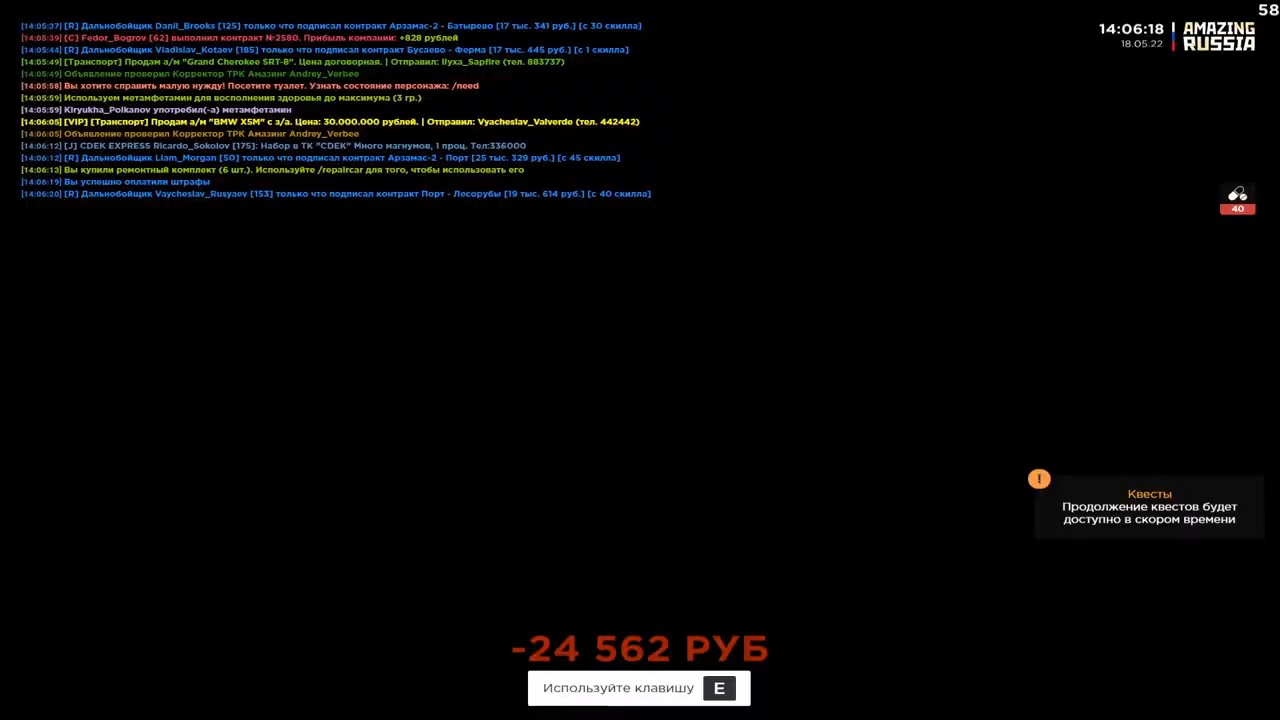 58
[14:05:37] [R] Дальнобойщик Danil_Brooks [125] только что подписал контракт Арзамас-2 - Батырево [17 тыс. 341 руб.] [с 30 скилла]
[14:05:39] [C] Fedor_Bogrov [62] выполнил контракт №2580. Прибыль компании: +828 рублей
[14:05:44] [R] Дальнобойщик Vladislav_Kotaev [185] только что подписал контракт Бусаево - Ферма [17 тыс. 445 руб.] [с 1 скилла]
[14:05:49] [Транспорт] Продам а/м "Grand Cherokee SRT-8". Цена договорная. | Отправил: Ilyxa_Sapfire (тел. 883737)
[14:05:49] Объявление проверил Корректор ТРК Амазинг Andrey_Verbee
[14:05:58] Вы хотите справить малую нужду! Посетите туалет. Узнать состояние персонажа: /need
[14:05:59] Используем метамфетамин для восполнения здоровья до максимума (3 гр.)
[14:05:59] Kiryukha_Polkanov употребил(-а) метамфетамин
[14:06:05] [VIP] [Транспорт] Продам а/м "BMW X5M" с з/а. Цена: 30.000.000 рублей. | Отправил: Vyacheslav_Valverde (тел. 442442)
[14:06:05] Объявление проверил Корректор ТРК Амазинг Andrey_Verbee
[14:06:12] [J] CDEK EXPRESS Ricardo_Sokolov [175]: Набор в ТК "CDEK" Много магнумов, 1 проц. Тел:336000
[14:06:12] [R] Дальнобойщик Liam_Morgan [50] только что подписал контракт Арзамас-2 - Порт [25 тыс. 329 руб.] [с 45 скилла]
[14:06:13] Вы купили ремонтный комплект (6 шт.). Используйте /repaircar для того, чтобы использовать его
[14:06:19] Вы успешно оплатили штрафы
[14:06:20] [R] Дальнобойщик Vaycheslav_Rusyaev [153] только что подписал контракт Порт - Лесорубы [19 тыс. 614 руб.] [с 40 скилла]
14:06:18
18.05.22
AMAZING
RUSSIA
40
!
Квесты
Продолжение квестов будет
доступно в скором времени
-24 562 РУБ
Используйте клавишу E